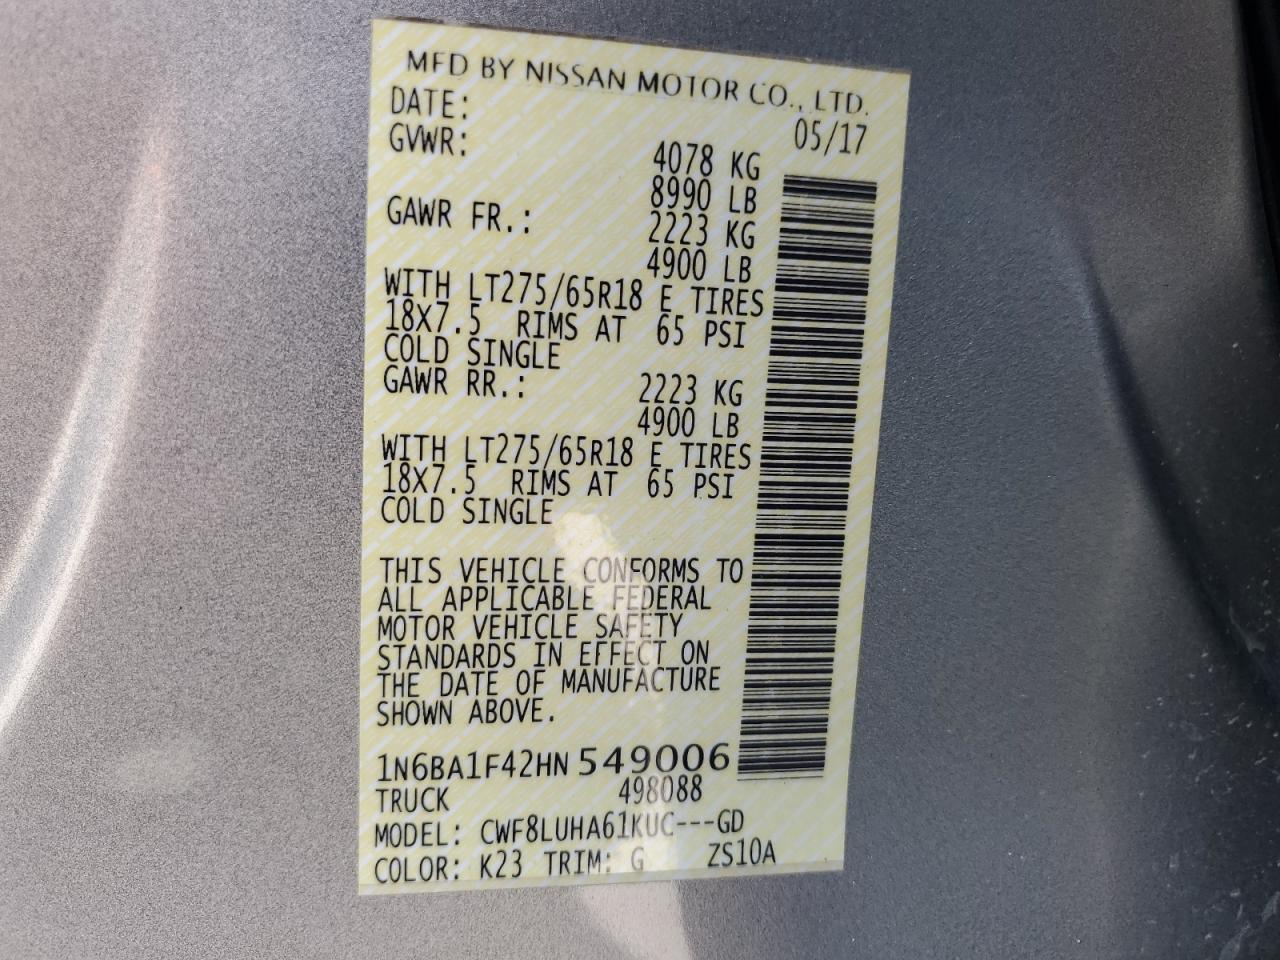 MFD BY NISSAN MOTOR CO., LTD.
DATE: 05/17
GVWR: 4078 KG
8990 LB
GAWR FR.: 2223 KG
4900 LB
WITH LT275/65R18 E TIRES
18X7.5 RIMS AT 65 PSI
COLD SINGLE
GAWR RR.: 2223 KG
4900 LB
WITH LT275/65R18 E TIRES
18X7.5 RIMS AT 65 PSI
COLD SINGLE
THIS VEHICLE CONFORMS TO
ALL APPLICABLE FEDERAL
MOTOR VEHICLE SAFETY
STANDARDS IN EFFECT ON
THE DATE OF MANUFACTURE
SHOWN ABOVE.
1N6BA1F42HN549006
TRUCK 498088
MODEL: CWF8LUHA61KUC---GD
COLOR: K23 TRIM: G ZS10A